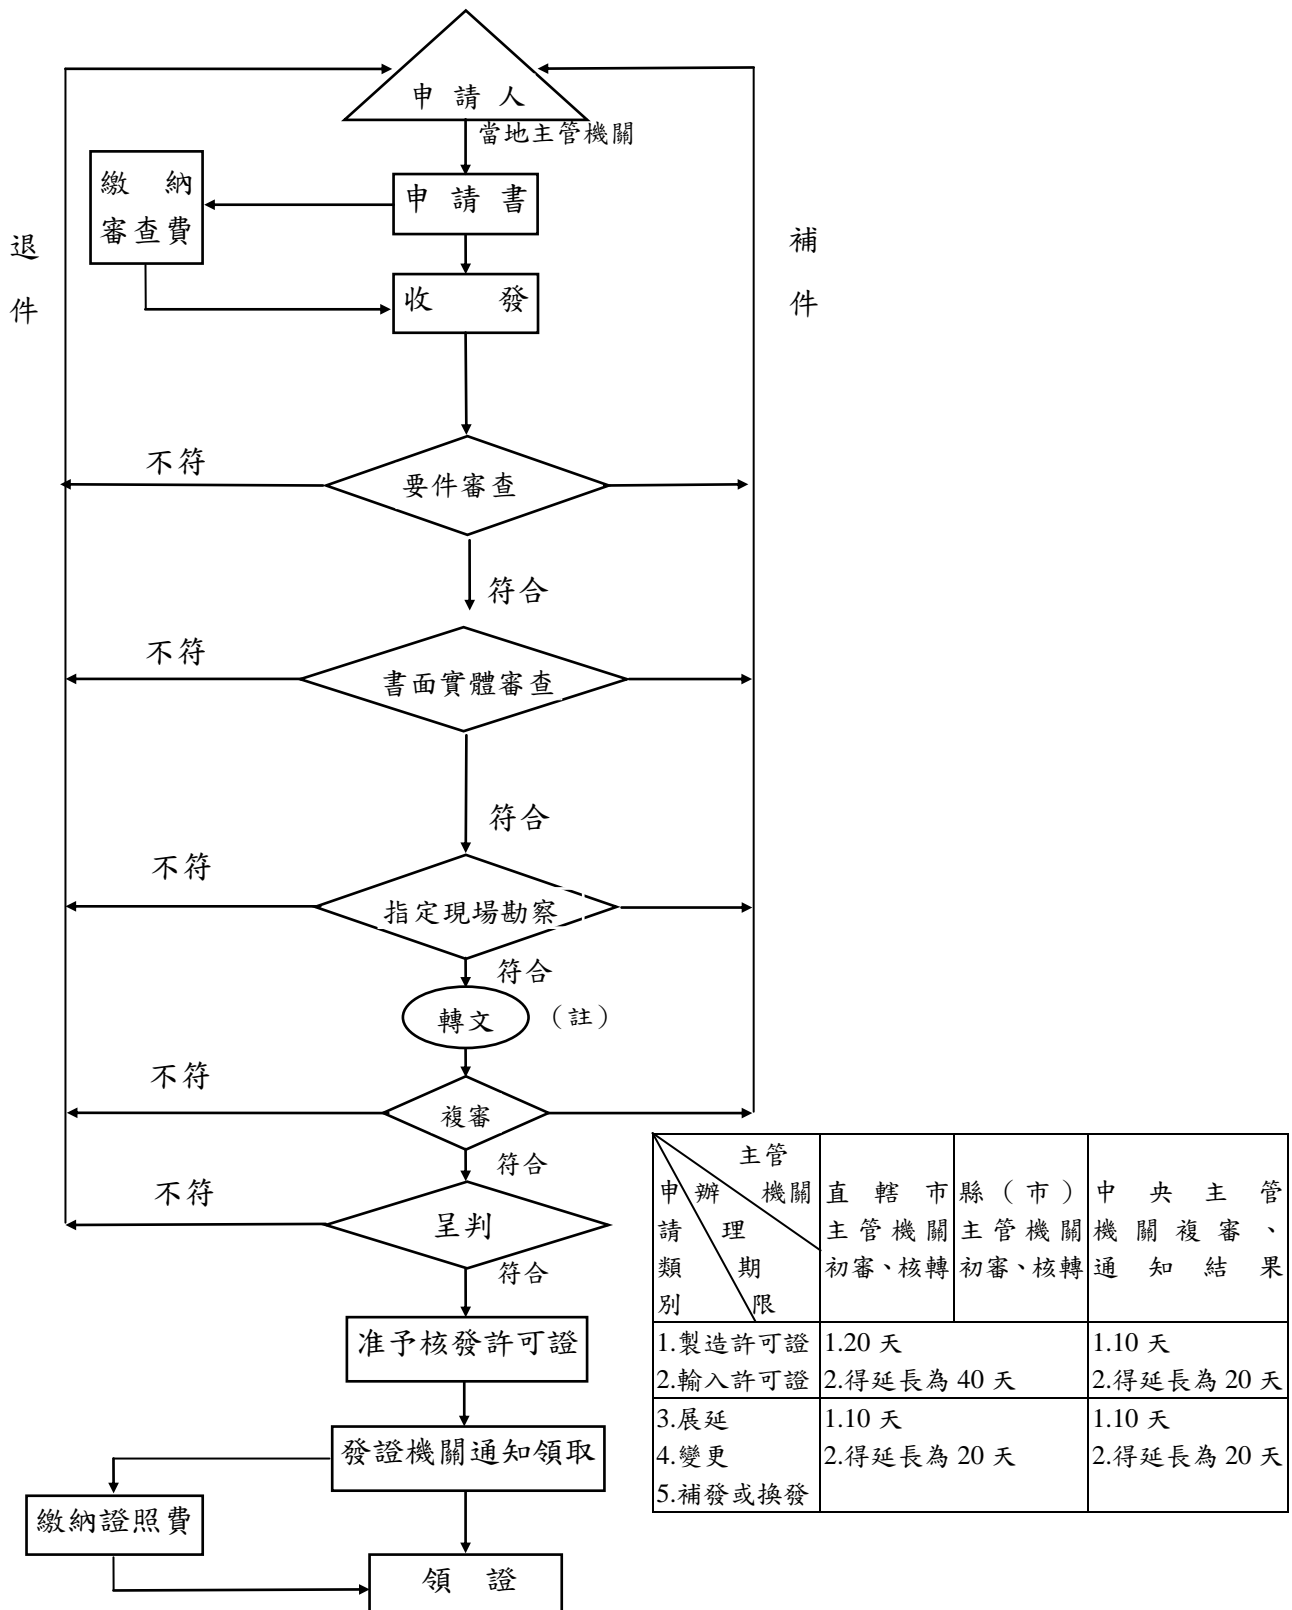 申請人
當地主管機關
繳納
審查費
申請書
退件
補件
收發
不符
要件審查
符合
不符
書面實體審查
符合
不符
指定現場勘察
符合
轉文
（註）
不符
複審
符合
不符
呈判
符合
准予核發許可證
發證機關通知領取
繳納證照費
領證
主管機關
辦理期限
申請類別
直轄市
主管機關
初審、核轉
縣（市）
主管機關
初審、核轉
中央主管
機關複審、
通知結果
1.製造許可證
2.輸入許可證
1.20 天
2.得延長為 40 天
1.10 天
2.得延長為 20 天
3.展延
4.變更
5.補發或換發
1.10 天
2.得延長為 20 天
1.10 天
2.得延長為 20 天